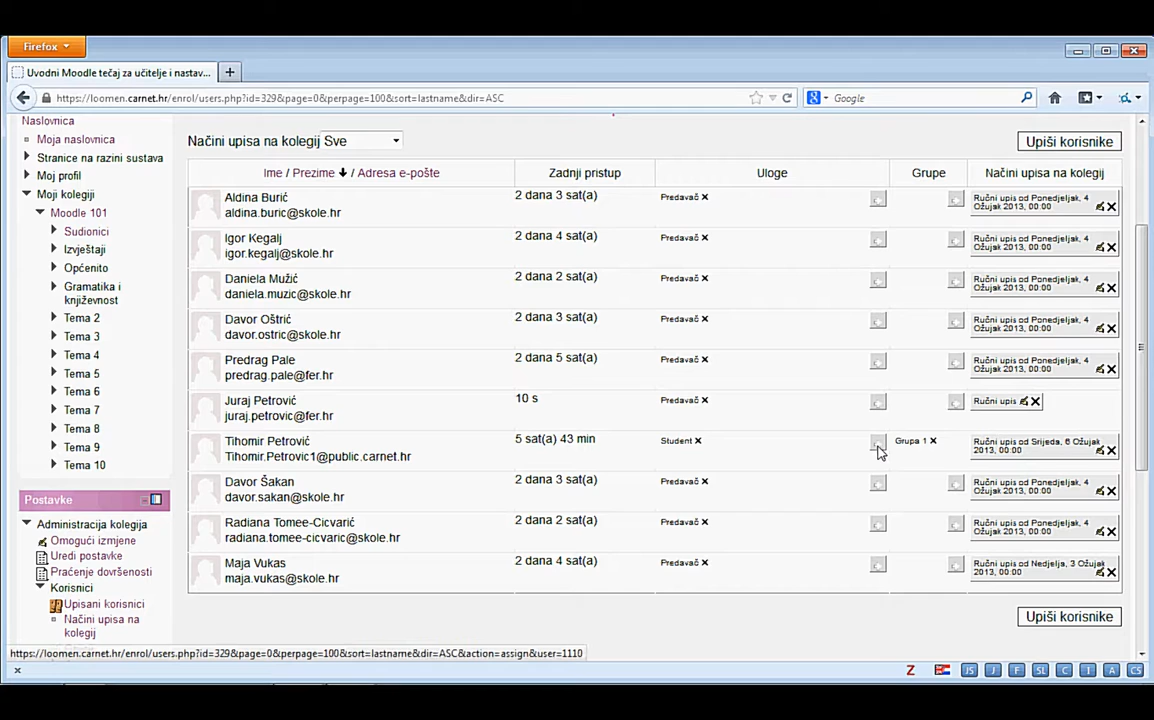 Firefox
Uvodni Moodle tečaj za učitelje i nastav...
https://loomen.carnet.hr/enrol/users.php?id=329&page=0&perpage=100&sort=lastname&dir=ASC
Google
Naslovnica
Moja naslovnica
Stranice na razini sustava
Moj profil
Moji kolegiji
Moodle 101
Sudionici
Izvještaji
Općenito
Gramatika i
književnost
Tema 2
Tema 3
Tema 4
Tema 5
Tema 6
Tema 7
Tema 8
Tema 9
Tema 10
Postavke
Administracija kolegija
Omogući izmjene
Uredi postavke
Praćenje dovršenosti
Korisnici
Upisani korisnici
Načini upisa na
kolegij
Načini upisa na kolegij Sve
Upiši korisnike
Ime / Prezime / Adresa e-pošte Zadnji pristup Uloge Grupe Načini upisa na kolegij
Aldina Burić 2 dana 3 sat(a) Predavač Ručni upis od Ponedjeljak, 4
aldina.buric@skole.hr Ožujak 2013, 00:00
Igor Kegalj 2 dana 4 sat(a) Predavač Ručni upis od Ponedjeljak, 4
igor.kegalj@skole.hr Ožujak 2013, 00:00
Daniela Mužić 2 dana 2 sat(a) Predavač Ručni upis od Ponedjeljak, 4
daniela.muzic@skole.hr Ožujak 2013, 00:00
Davor Oštrić 2 dana 3 sat(a) Predavač Ručni upis od Ponedjeljak, 4
davor.ostric@skole.hr Ožujak 2013, 00:00
Predrag Pale 2 dana 5 sat(a) Predavač Ručni upis od Ponedjeljak, 4
predrag.pale@fer.hr Ožujak 2013, 00:00
Juraj Petrović 10 s Predavač Ručni upis
juraj.petrovic@fer.hr
Tihomir Petrović 5 sat(a) 43 min Student Grupa 1 Ručni upis od Srijeda, 6 Ožujak
Tihomir.Petrovic1@public.carnet.hr 2013, 00:00
Davor Šakan 2 dana 3 sat(a) Predavač Ručni upis od Ponedjeljak, 4
davor.sakan@skole.hr Ožujak 2013, 00:00
Radiana Tomee-Cicvarić 2 dana 2 sat(a) Predavač Ručni upis od Ponedjeljak, 4
radiana.tomee-cicvaric@skole.hr Ožujak 2013, 00:00
Maja Vukas 2 dana 4 sat(a) Predavač Ručni upis od Nedjelja, 3 Ožujak
maja.vukas@skole.hr 2013, 00:00
Upiši korisnike
https://loomen.carnet.hr/enrol/users.php?id=329&page=0&perpage=100&sort=lastname&dir=ASC&action=assign&user=1110
Z JS J F SL C I A CS